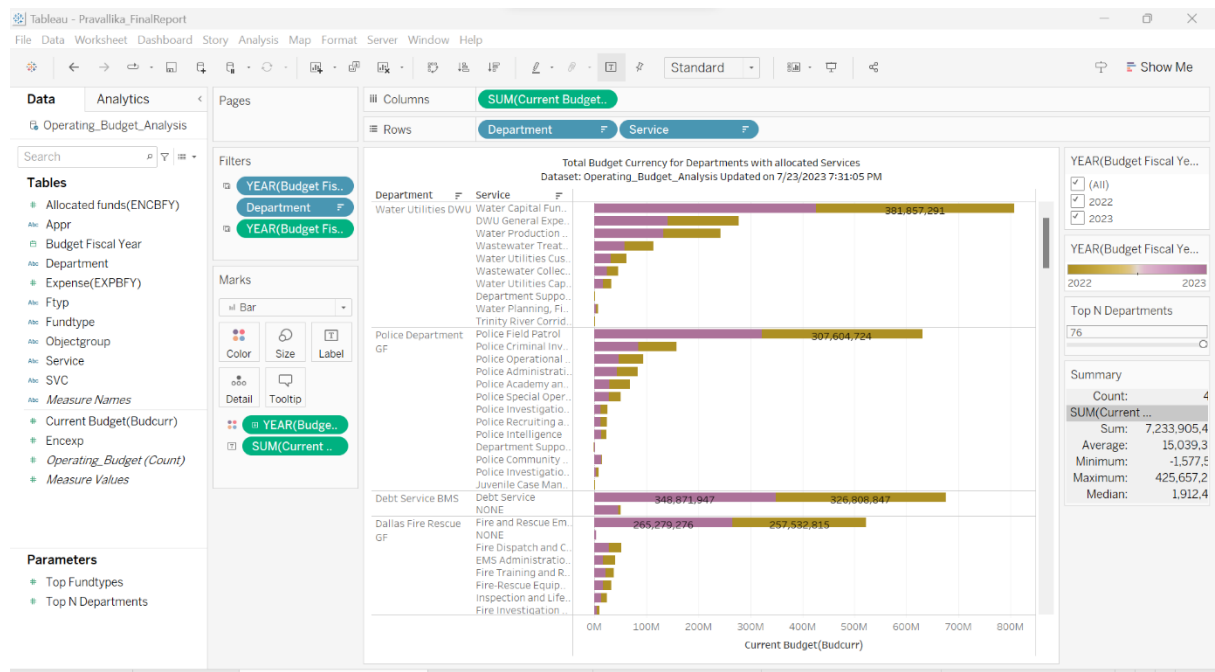 Tableau - Pravallika_FinalReport
File Data Worksheet Dashboard Story Analysis Map Format Server Window Help
Standard
Show Me
Data Analytics
Operating_Budget_Analysis
Search
Tables
Allocated funds(ENCBFY)
Abc Appr
Budget Fiscal Year
Abc Department
Expense(EXPBFY)
Abc Ftyp
Abc Fundtype
Abc Objectgroup
Abc Service
Abc SVC
Abc Measure Names
Current Budget(Budcurr)
Encexp
Operating_Budget (Count)
Measure Values
Parameters
Top Fundtypes
Top N Departments
Pages
Filters
YEAR(Budget Fis..
Department
YEAR(Budget Fis..
Marks
Bar
Color Size Label
Detail Tooltip
YEAR(Budge..
SUM(Current ..
Columns SUM(Current Budget..
Rows Department Service
Total Budget Currency for Departments with allocated Services
Dataset: Operating_Budget_Analysis Updated on 7/23/2023 7:31:05 PM
Department Service
Water Utilities DWU Water Capital Fun.. 381,857,291
DWU General Expe..
Water Production ..
Wastewater Treat..
Water Utilities Cus..
Wastewater Collec..
Water Utilities Cap..
Department Suppo..
Water Planning, Fi..
Trinity River Corrid..
Police Department GF Police Field Patrol 307,604,724
Police Criminal Inv..
Police Operational ..
Police Administrati..
Police Academy an..
Police Special Oper..
Police Investigatio..
Police Recruiting a..
Police Intelligence
Department Suppo..
Police Community ..
Police Investigatio..
Juvenile Case Man..
Debt Service BMS Debt Service 348,871,947 326,808,847
NONE
Dallas Fire Rescue GF Fire and Rescue Em.. 265,279,276 257,532,815
NONE
Fire Dispatch and C..
EMS Administratio..
Fire Training and R..
Fire-Rescue Equip..
Inspection and Life..
Fire Investigation ..
0M 100M 200M 300M 400M 500M 600M 700M 800M
Current Budget(Budcurr)
YEAR(Budget Fiscal Ye...
(All)
2022
2023
YEAR(Budget Fiscal Ye...
2022 2023
Top N Departments
76
Summary
Count: 4
SUM(Current ...
Sum: 7,233,905,4
Average: 15,039,3
Minimum: -1,577,5
Maximum: 425,657,2
Median: 1,912,4